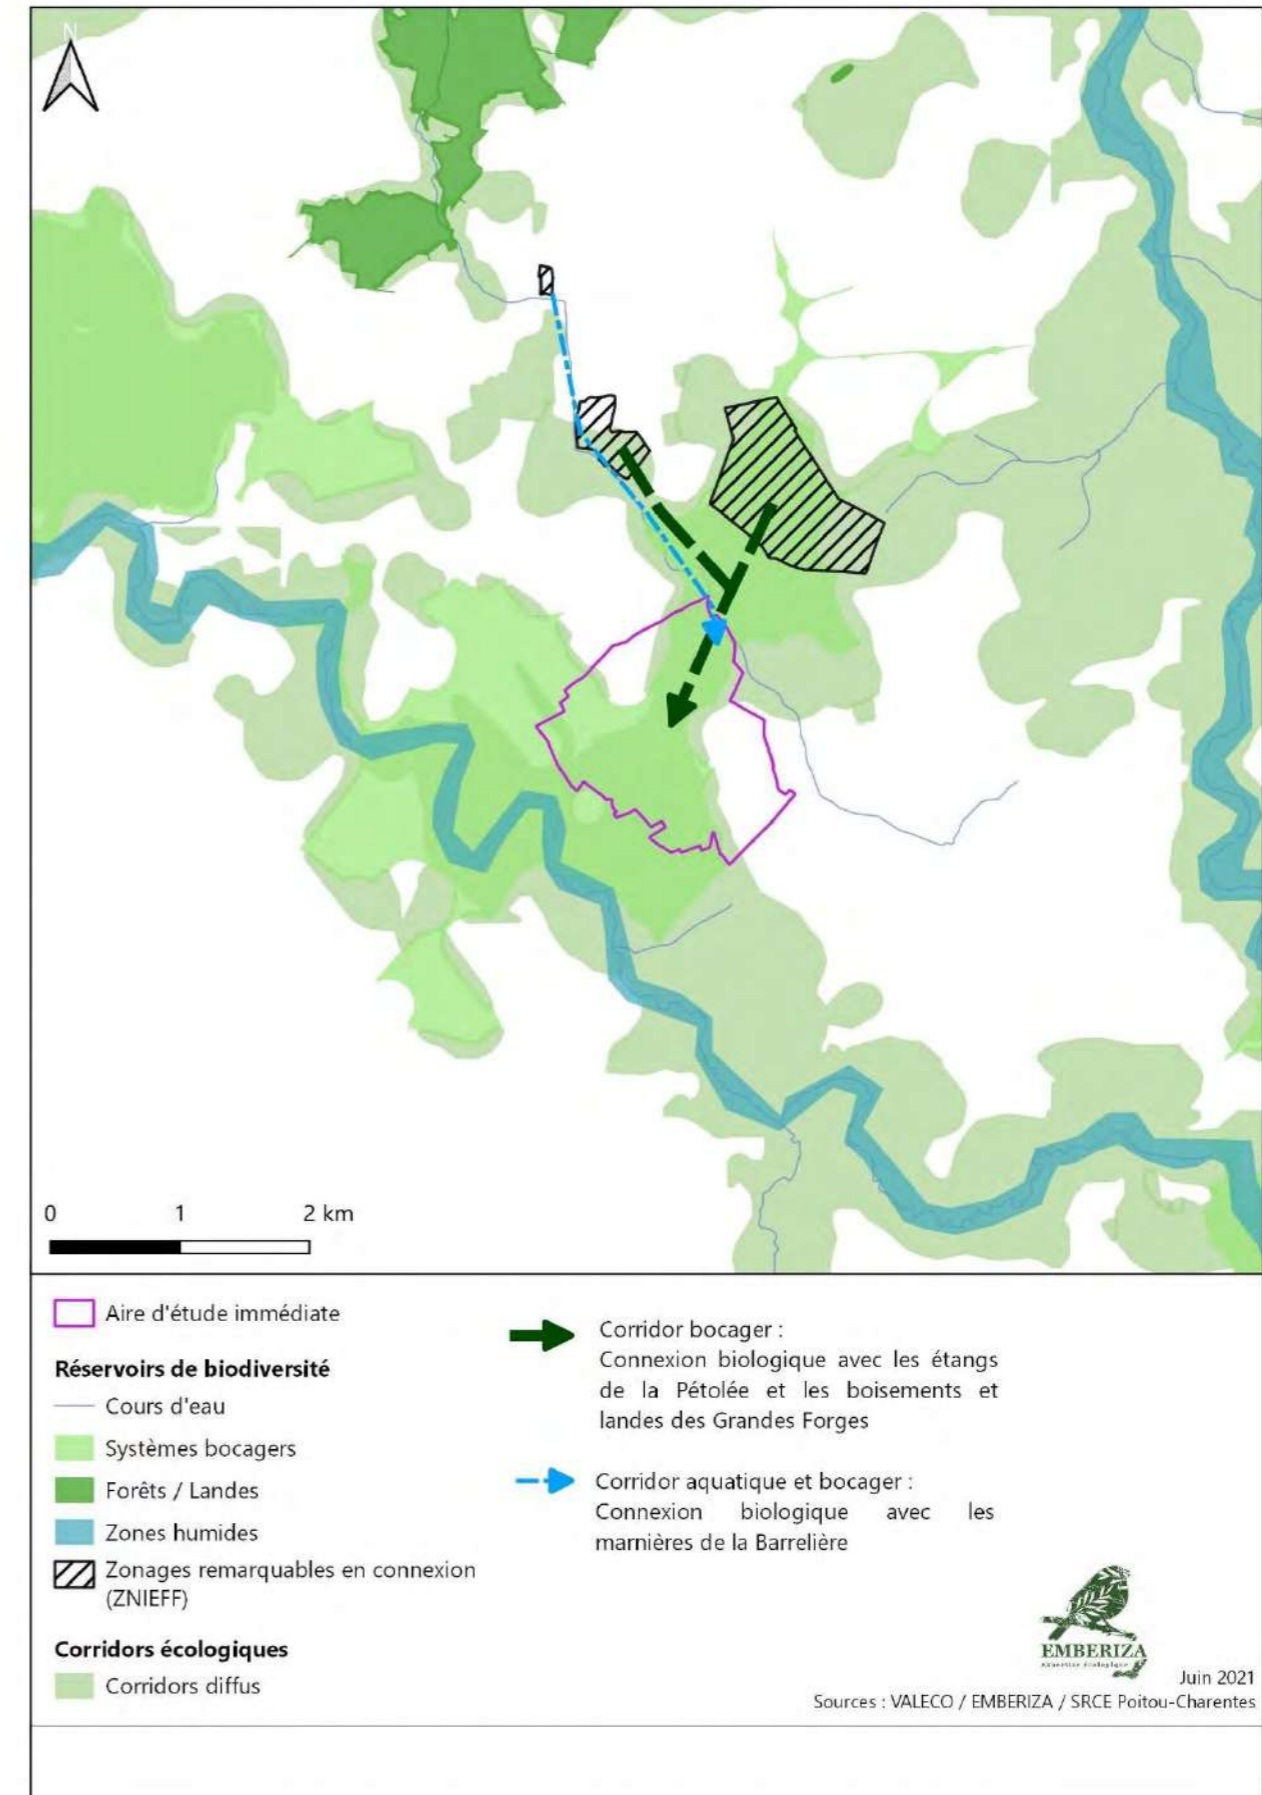 N
0 1 2 km
Aire d'étude immédiate
Réservoirs de biodiversité
Cours d'eau
Systèmes bocagers
Forêts / Landes
Zones humides
Zonages remarquables en connexion
(ZNIEFF)
Corridors écologiques
Corridors diffus
Corridor bocager :
Connexion biologique avec les étangs
de la Pétolée et les boisements et
landes des Grandes Forges
Corridor aquatique et bocager :
Connexion biologique avec les
marnières de la Barrelière
EMBERIZA
Expertise écologique
Juin 2021
Sources : VALECO / EMBERIZA / SRCE Poitou-Charentes